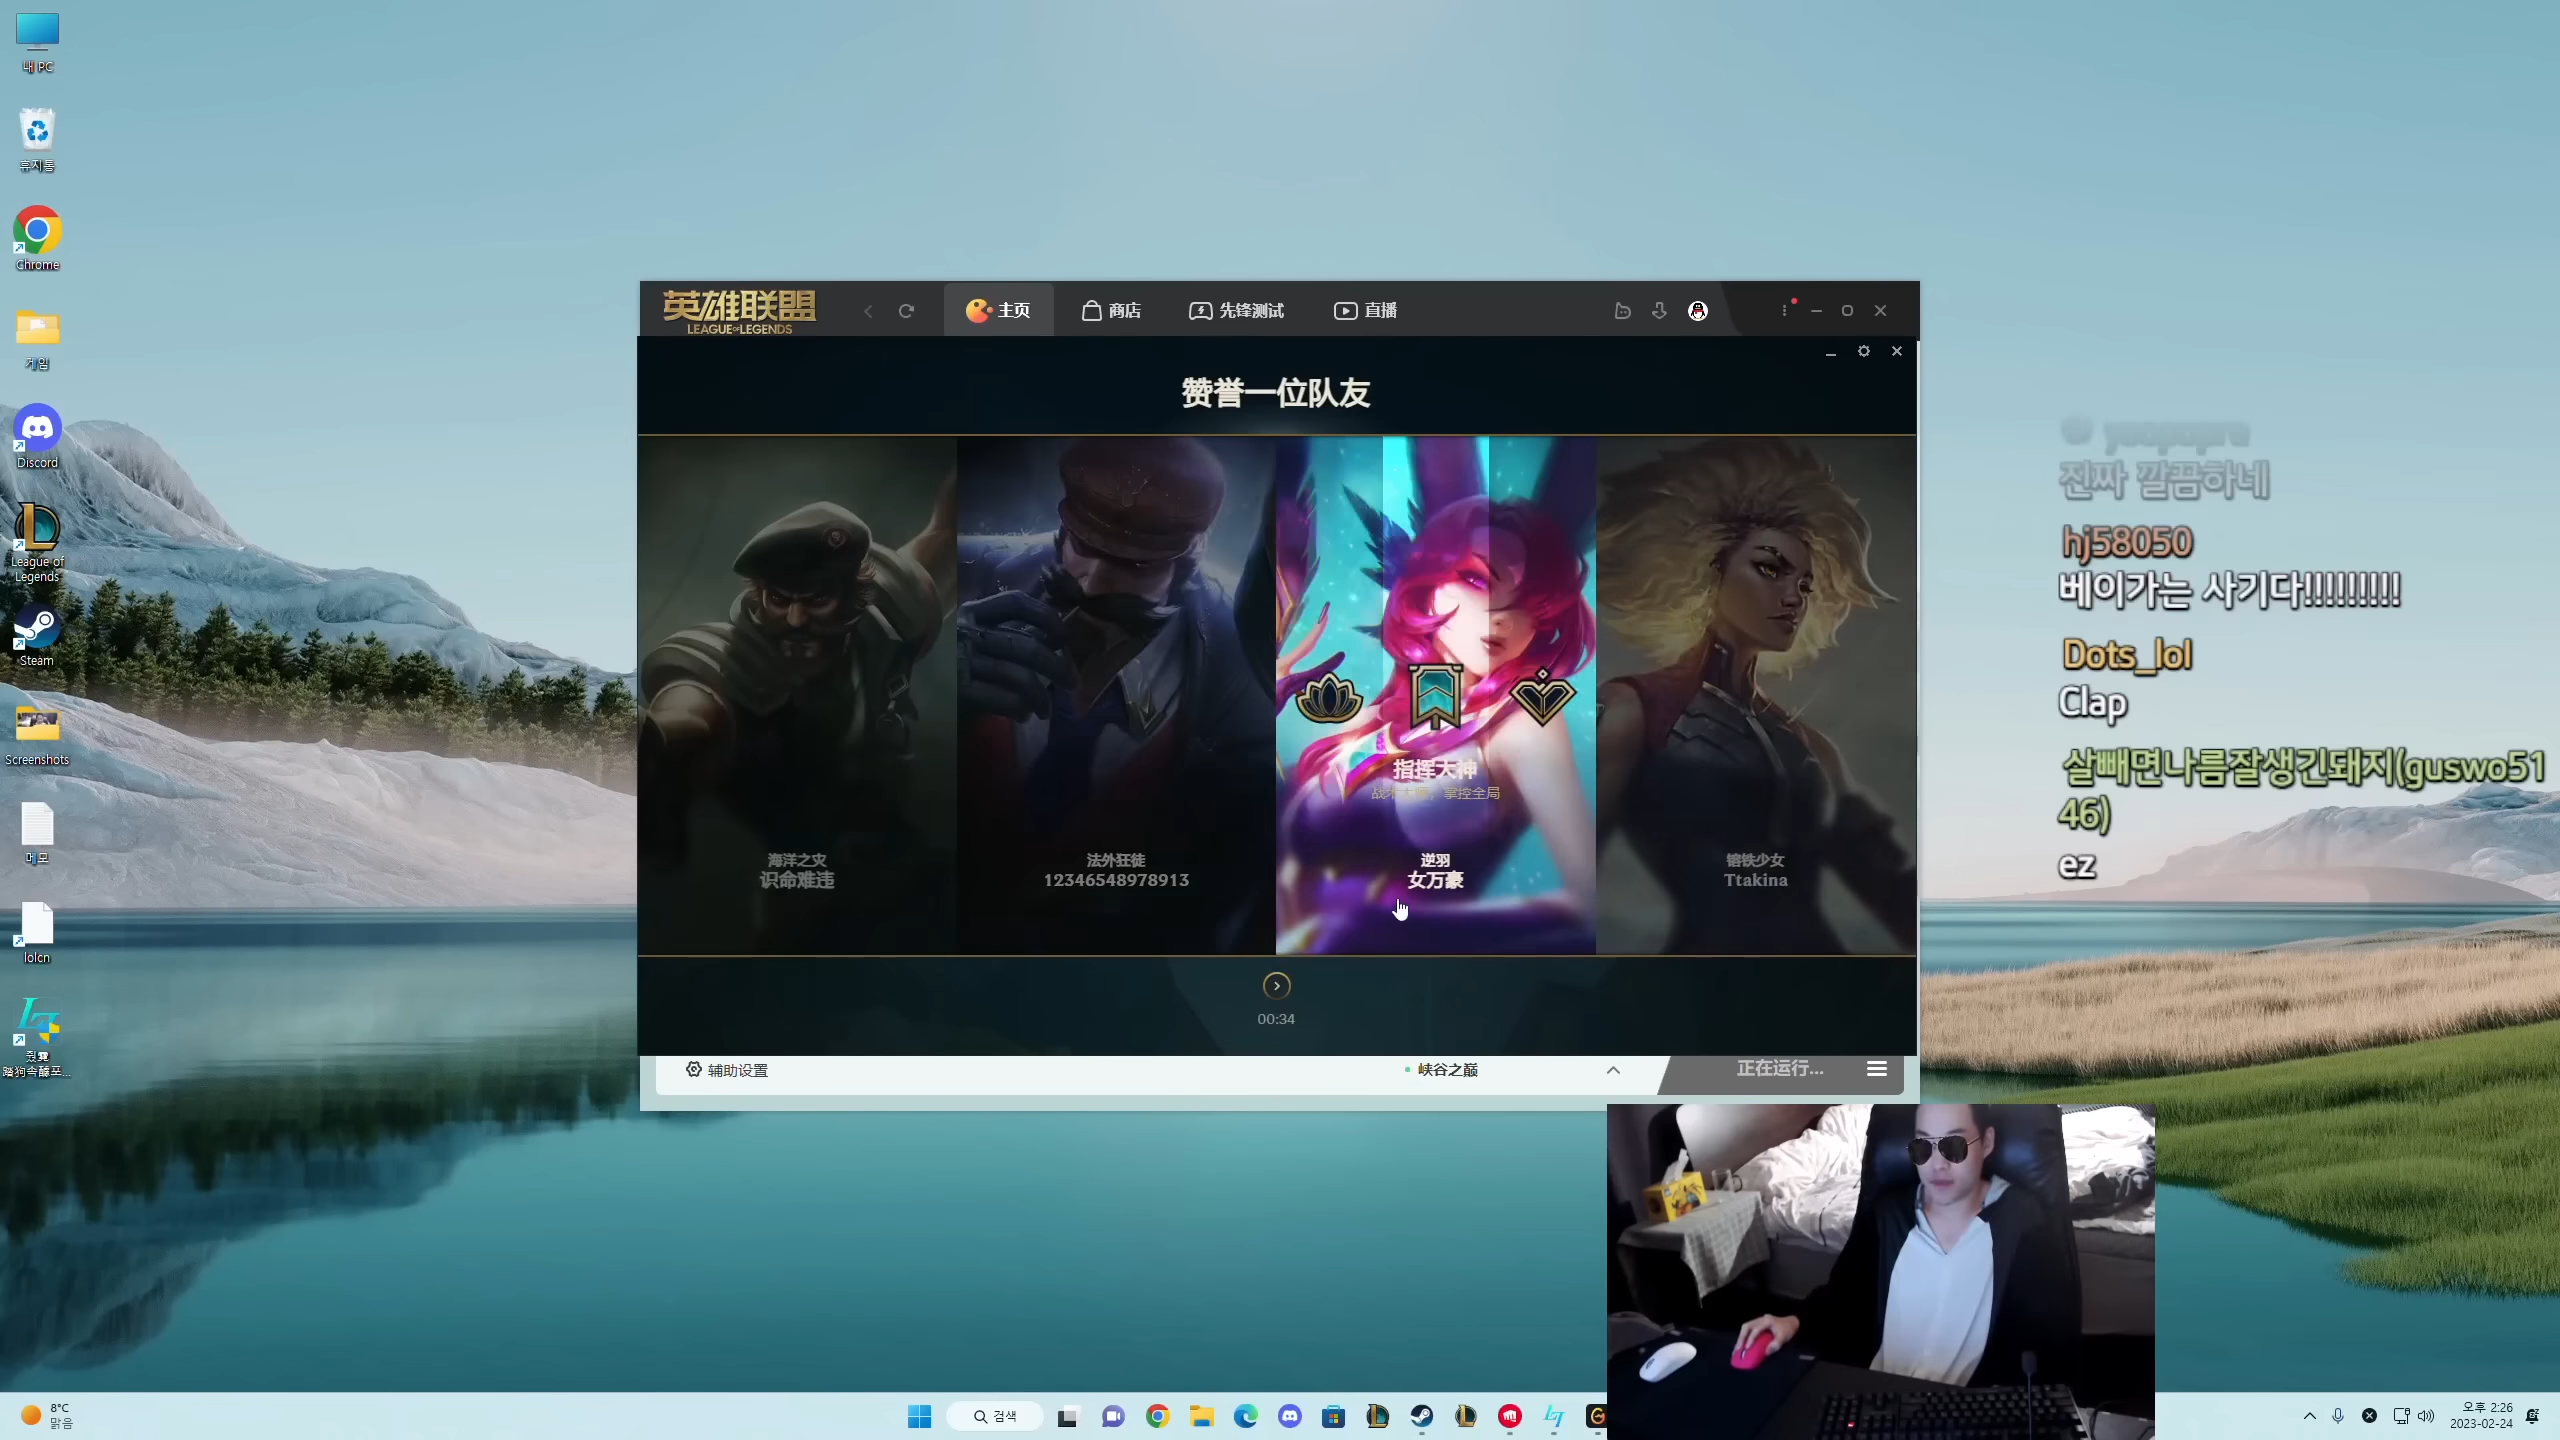 내 PC
휴지통
Chrome
게임
Discord
League of
Legends
Steam
Screenshots
메모
lolcn
英雄联盟
LEAGUE OF LEGENDS
主页
商店
先锋测试
直播
赞誉一位队友
指挥大神
掌控全局
海洋之灾
识命难违
法外狂徒
12346548978913
逆羽
女万豪
镕铁少女
Ttakina
00:34
辅助设置
峡谷之巅
正在运行...
진짜 깔끔하네
hj58050
베이가는 사기다!!!!!!!!!!
Dots_lol
Clap
살빼면나름잘생긴돼지(guswo51
46)
ez
8°C
맑음
검색
오후 2:26
2023-02-24